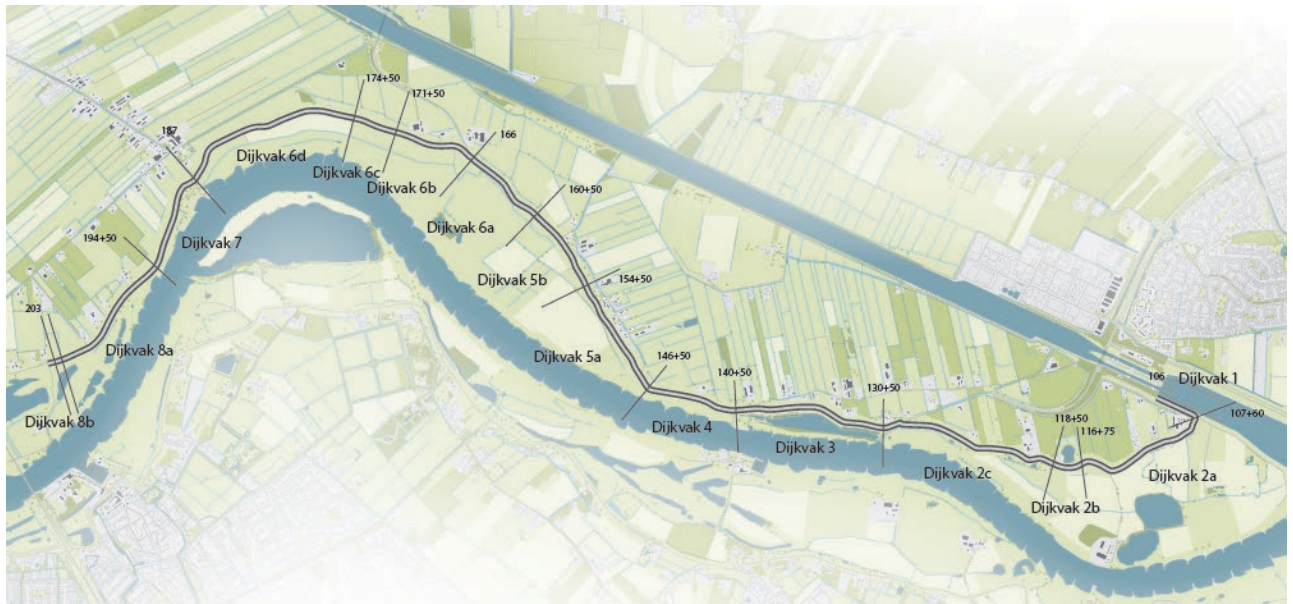 174+50
171+50
187
166
Dijkvak 6d
Dijkvak 6c
Dijkvak 6b
160+50
Dijkvak 6a
194+50
Dijkvak 7
Dijkvak 5b
154+50
203
Dijkvak 8a
Dijkvak 5a
146+50
140+50
106
Dijkvak 1
130+50
107+60
Dijkvak 8b
118+50
116+75
Dijkvak 4
Dijkvak 3
Dijkvak 2c
Dijkvak 2a
Dijkvak 2b